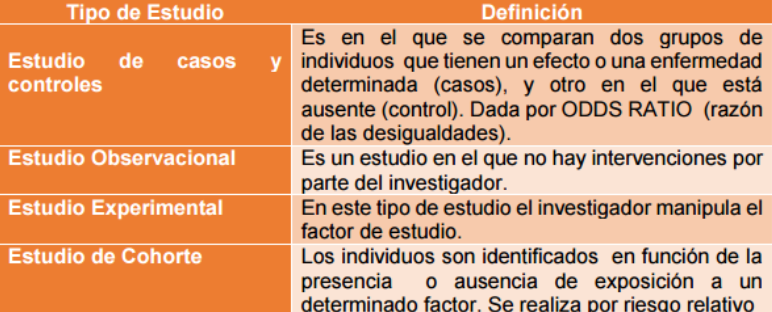 Tipo de Estudio
Definición
Estudio de casos y
controles
Es en el que se comparan dos grupos de
individuos que tienen un efecto o una enfermedad
determinada (casos), y otro en el que está
ausente (control). Dada por ODDS RATIO (razón
de las desigualdades).
Estudio Observacional
Es un estudio en el que no hay intervenciones por
parte del investigador.
Estudio Experimental
En este tipo de estudio el investigador manipula el
factor de estudio.
Estudio de Cohorte
Los individuos son identificados en función de la
presencia o ausencia de exposición a un
determinado factor. Se realiza por riesgo relativo